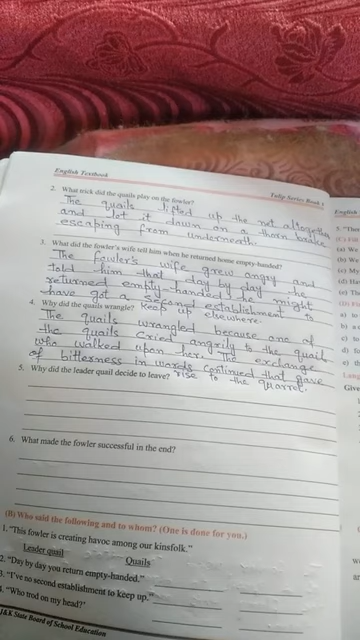 English Textbook
Tulip Series Book 1
2. What trick did the quails play on the fowler?
The quails lifted up the net altogether
and let it down on a thorn
escaping from underneath.
3. What did the fowler's wife tell him when he returned home empty-handed?
The fowler's wife grew angry and
told him that day by day he
returned empty-handed, he might
have got a second establishment to
keep up elsewhere
4. Why did the quails wrangle?
The quails wrangled because one of
the quails cried angrily to the quail
who walked upon her. The exchange
of bitterness in words continued that gave
rise to the quarrel.
5. Why did the leader quail decide to leave?
6. What made the fowler successful in the end?
(B) Who said the following and to whom? (One is done for you.)
1. "This fowler is creating havoc among our kinsfolk."
Leader quail Quails
2. "Day by day you return empty-handed."
3. "I've no second establishment to keep up."
4. "Who trod on my head?"
J&K State Board of School Education
English